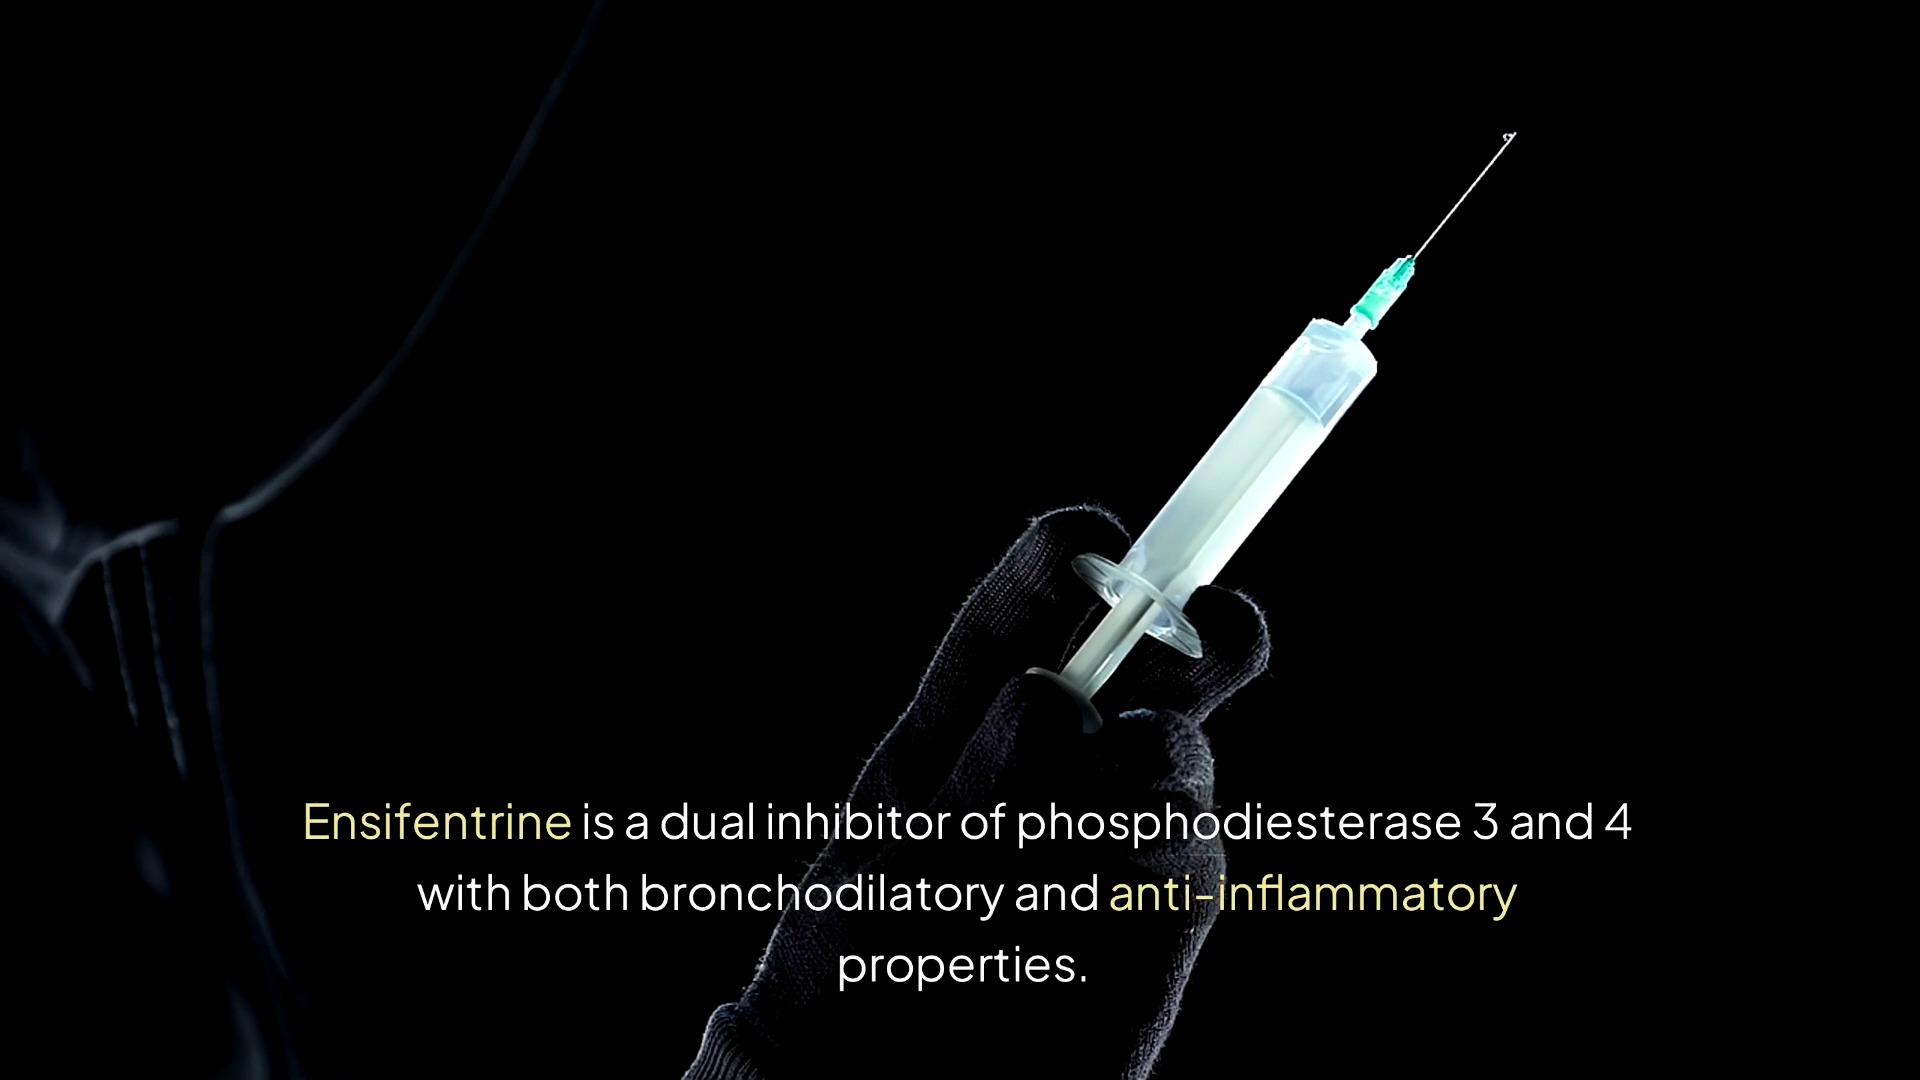 Ensifentrine is a dual inhibitor of phosphodiesterase 3 and 4
with both bronchodilatory and anti-inflammatory
properties.